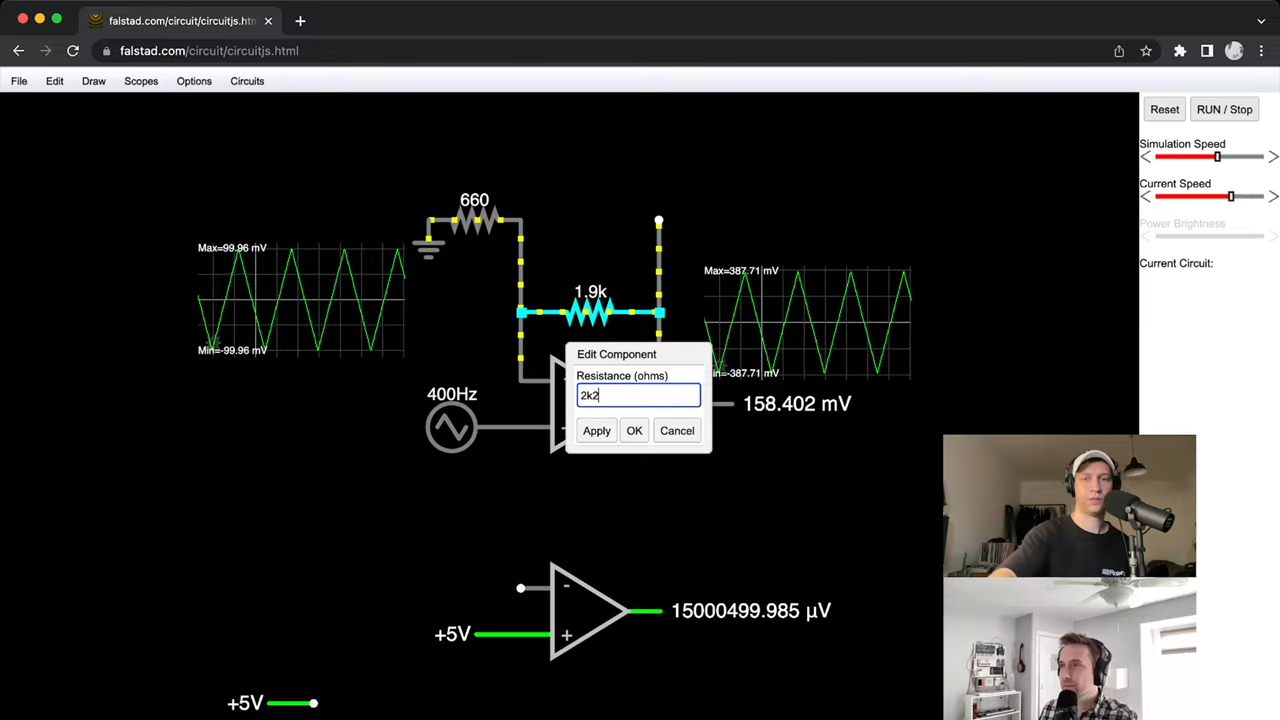 falstad.com/circuit/circuitjs.htm
falstad.com/circuit/circuitjs.html
File Edit Draw Scopes Options Circuits
Reset RUN / Stop
Simulation Speed
Current Speed
Power Brightness
Current Circuit:
660
Max=99.96 mV
Min=-99.96 mV
1.9k
Max=387.71 mV
in=-387.71 mV
Edit Component
Resistance (ohms)
2k2
Apply OK Cancel
400Hz
158.402 mV
-
+
+5V
15000499.985 μV
+5V